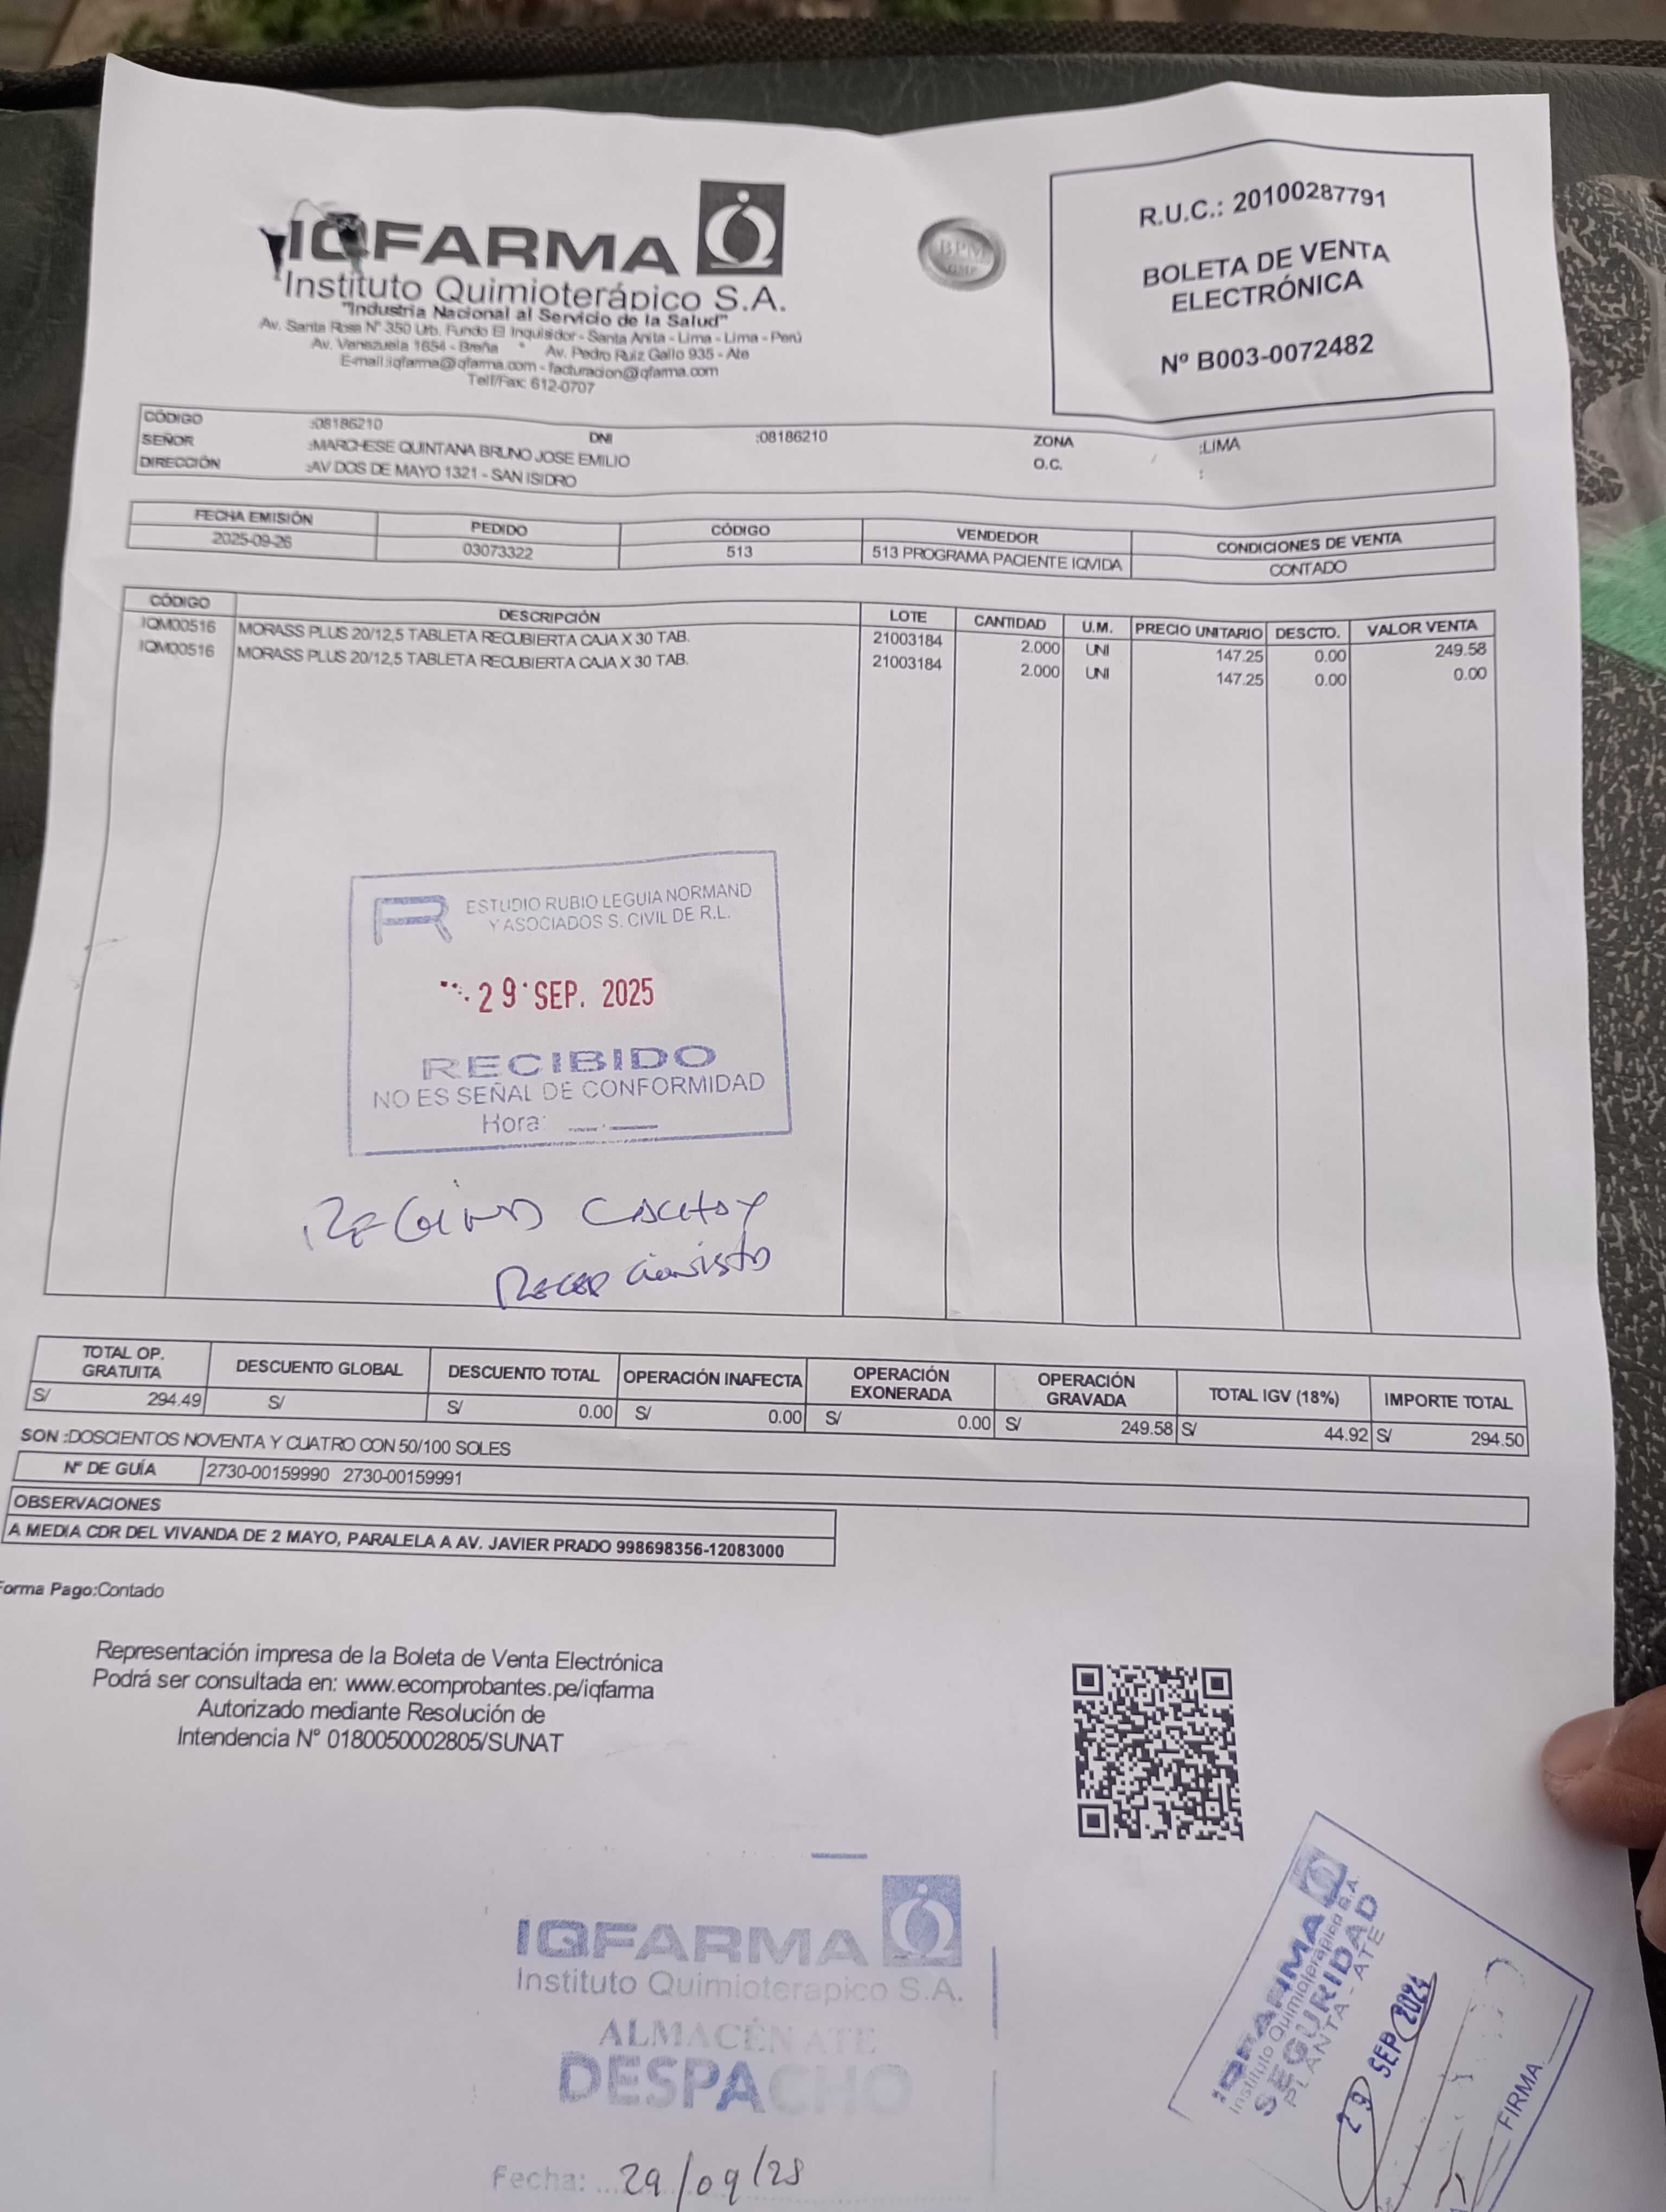 IQFARMA
Instituto Quimioterápico S.A.
"Industria Nacional al Servicio de la Salud"
Av. Santa Rosa N° 350 Urb. Fundo El Inquisidor - Santa Anita - Lima - Lima - Perú
Av. Venezuela 1654 - Breña * Av. Pedro Ruiz Gallo 935 - Ate
E-mail:iqfarma@qfarma.com - facturacion@qfarma.com
Telf/Fax: 612-0707
BPM
GMP
R.U.C.: 20100287791
BOLETA DE VENTA
ELECTRÓNICA
Nº B003-0072482
CÓDIGO :08186210 DNI :08186210 ZONA :LIMA
SEÑOR :MARCHESE QUINTANA BRUNO JOSE EMILIO O.C. :
DIRECCIÓN :AV DOS DE MAYO 1321 - SAN ISIDRO
FECHA EMISIÓN PEDIDO CÓDIGO VENDEDOR CONDICIONES DE VENTA
2025-09-26 03073322 513 513 PROGRAMA PACIENTE IQVIDA CONTADO
CÓDIGO DESCRIPCIÓN LOTE CANTIDAD U.M. PRECIO UNITARIO DESCTO. VALOR VENTA
IQM00516 MORASS PLUS 20/12,5 TABLETA RECUBIERTA CAJA X 30 TAB. 21003184 2.000 UNI 147.25 0.00 249.58
IQM00516 MORASS PLUS 20/12,5 TABLETA RECUBIERTA CAJA X 30 TAB. 21003184 2.000 UNI 147.25 0.00 0.00
R ESTUDIO RUBIO LEGUIA NORMAND
Y ASOCIADOS S. CIVIL DE R.L.
29 SEP. 2025
RECIBIDO
NO ES SEÑAL DE CONFORMIDAD
Hora:
Recepcionista
TOTAL OP. GRATUITA DESCUENTO GLOBAL DESCUENTO TOTAL OPERACIÓN INAFECTA OPERACIÓN EXONERADA OPERACIÓN GRAVADA TOTAL IGV (18%) IMPORTE TOTAL
S/ 294.49 S/ S/ 0.00 S/ 0.00 S/ 0.00 S/ 249.58 S/ 44.92 S/ 294.50
SON :DOSCIENTOS NOVENTA Y CUATRO CON 50/100 SOLES
Nº DE GUÍA 2730-00159990 2730-00159991
OBSERVACIONES
A MEDIA CDR DEL VIVANDA DE 2 MAYO, PARALELA A AV. JAVIER PRADO 998698356-12083000
Forma Pago:Contado
Representación impresa de la Boleta de Venta Electrónica
Podrá ser consultada en: www.ecomprobantes.pe/iqfarma
Autorizado mediante Resolución de
Intendencia N° 0180050002805/SUNAT
IQFARMA
Instituto Quimioterapico S.A.
ALMACÉN ATE
DESPACHO
Fecha: 29/09/25
IQFARMA
Instituto Quimioterapico S.A.
SEGURIDAD
PLANTA - ATE
29 SEP 2024
FIRMA